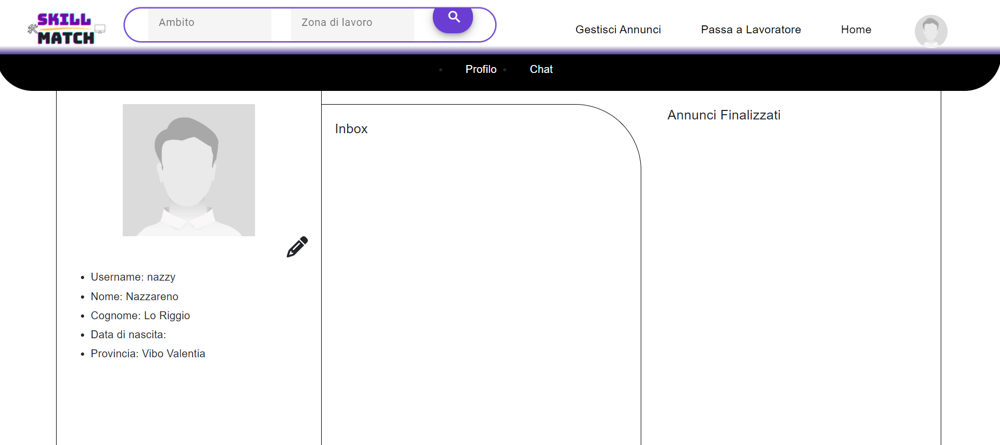 SKILL
MATCH
Ambito
Zona di lavoro
Gestisci Annunci
Passa a Lavoratore
Home
Profilo
Chat
Inbox
Annunci Finalizzati
Username: nazzy
Nome: Nazzareno
Cognome: Lo Riggio
Data di nascita:
Provincia: Vibo Valentia